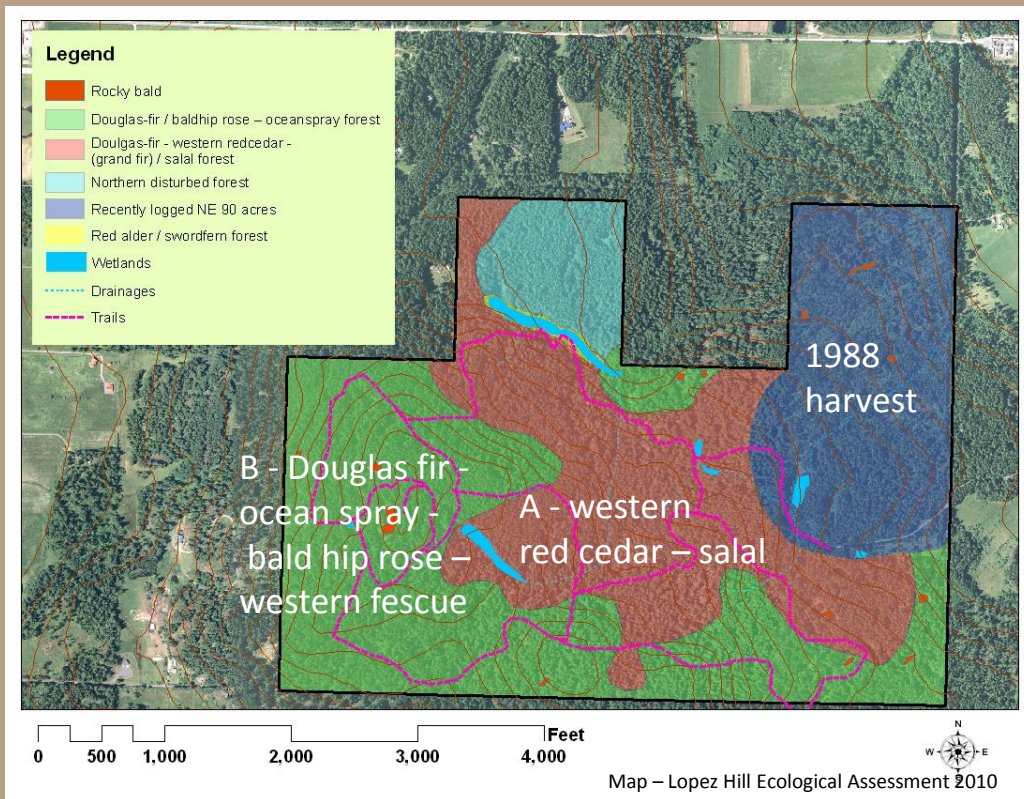 Legend
Rocky bald
Douglas-fir / baldhip rose – oceanspray forest
Doulgas-fir - western redcedar -
(grand fir) / salal forest
Northern disturbed forest
Recently logged NE 90 acres
Red alder / swordfern forest
Wetlands
Drainages
Trails
1988
harvest
B - Douglas fir -
ocean spray -
bald hip rose –
western fescue
A - western
red cedar – salal
Feet
0 500 1,000 2,000 3,000 4,000
N
W E
S
Map – Lopez Hill Ecological Assessment 2010